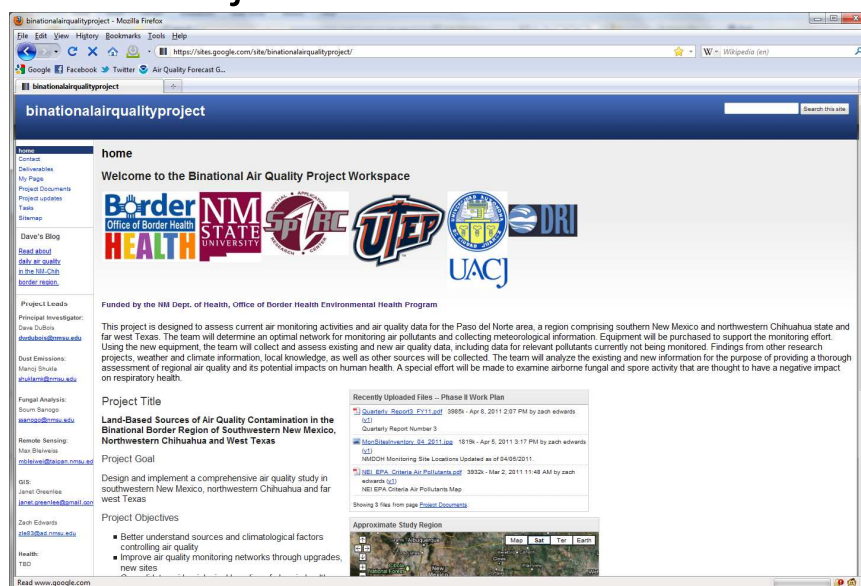 binationalairqualityproject - Mozilla Firefox
File Edit View History Bookmarks Tools Help
https://sites.google.com/site/binationalairqualityproject/
Wikipedia (en)
Google Facebook Twitter Air Quality Forecast G...
binationalairqualityproject
binationalairqualityproject
Search this site
home
Contact
Deliverables
My Page
Project Documents
Project updates
Tasks
Sitemap
Dave's Blog
Read about
daily air quality
in the NM-Chih
border region.
Project Leads
Principal Investigator:
Dave DuBois
dwdubois@nmsu.edu
Dust Emissions:
Manoj Shukla
shuklamk@nmsu.edu
Fungal Analysis:
Soum Sanogo
ssanogo@nmsu.edu
Remote Sensing:
Max Bleiweiss
mbleiwei@taipan.nmsu.ed
GIS:
Janet Greenlee
janet.greenlee@gmail.con
Zach Edwards
zle83@ad.nmsu.edu
Health:
TBD
home
Welcome to the Binational Air Quality Project Workspace
Border
Office of Border Health
HEALTH
NM
STATE
UNIVERSITY
SPATIAL APPLICATIONS
SpARC
RESEARCH CENTER
UTEP
UACJ
DRI
Funded by the NM Dept. of Health, Office of Border Health Environmental Health Program
This project is designed to assess current air monitoring activities and air quality data for the Paso del Norte area, a region comprising southern New Mexico and northwestern Chihuahua state and
far west Texas. The team will determine an optimal network for monitoring air pollutants and collecting meteorological information. Equipment will be purchased to support the monitoring effort.
Using the new equipment, the team will collect and assess existing and new air quality data, including data for relevant pollutants currently not being monitored. Findings from other research
projects, weather and climate information, local knowledge, as well as other sources will be collected. The team will analyze the existing and new information for the purpose of providing a thorough
assessment of regional air quality and its potential impacts on human health. A special effort will be made to examine airborne fungal and spore activity that are thought to have a negative impact
on respiratory health.
Project Title
Land-Based Sources of Air Quality Contamination in the
Binational Border Region of Southwestern New Mexico,
Northwestern Chihuahua and West Texas
Project Goal
Design and implement a comprehensive air quality study in
southwestern New Mexico, northwestern Chihuahua and far
west Texas
Project Objectives
Better understand sources and climatological factors
controlling air quality
Improve air quality monitoring networks through upgrades,
new sites
Recently Uploaded Files -- Phase II Work Plan
Quarterly_Report3_FY11.pdf 3985k - Apr 8, 2011 2:07 PM by zach edwards
(v1)
Quarterly Report Number 3
MonSitesInventory_04_2011.jpg 1819k - Apr 5, 2011 3:17 PM by zach edwards
(v1)
NMDOH Monitoring Site Locations Updated as of 04/05/2011.
NEI_EPA_Criteria Air Pollutants.pdf 3932k - Mar 2, 2011 11:48 AM by zach
edwards (v1)
NEI EPA Criteria Air Pollutants Map
Showing 3 files from page Project Documents.
Approximate Study Region
Map Sat Ter Earth
Albuquerque
New
Read www.google.com